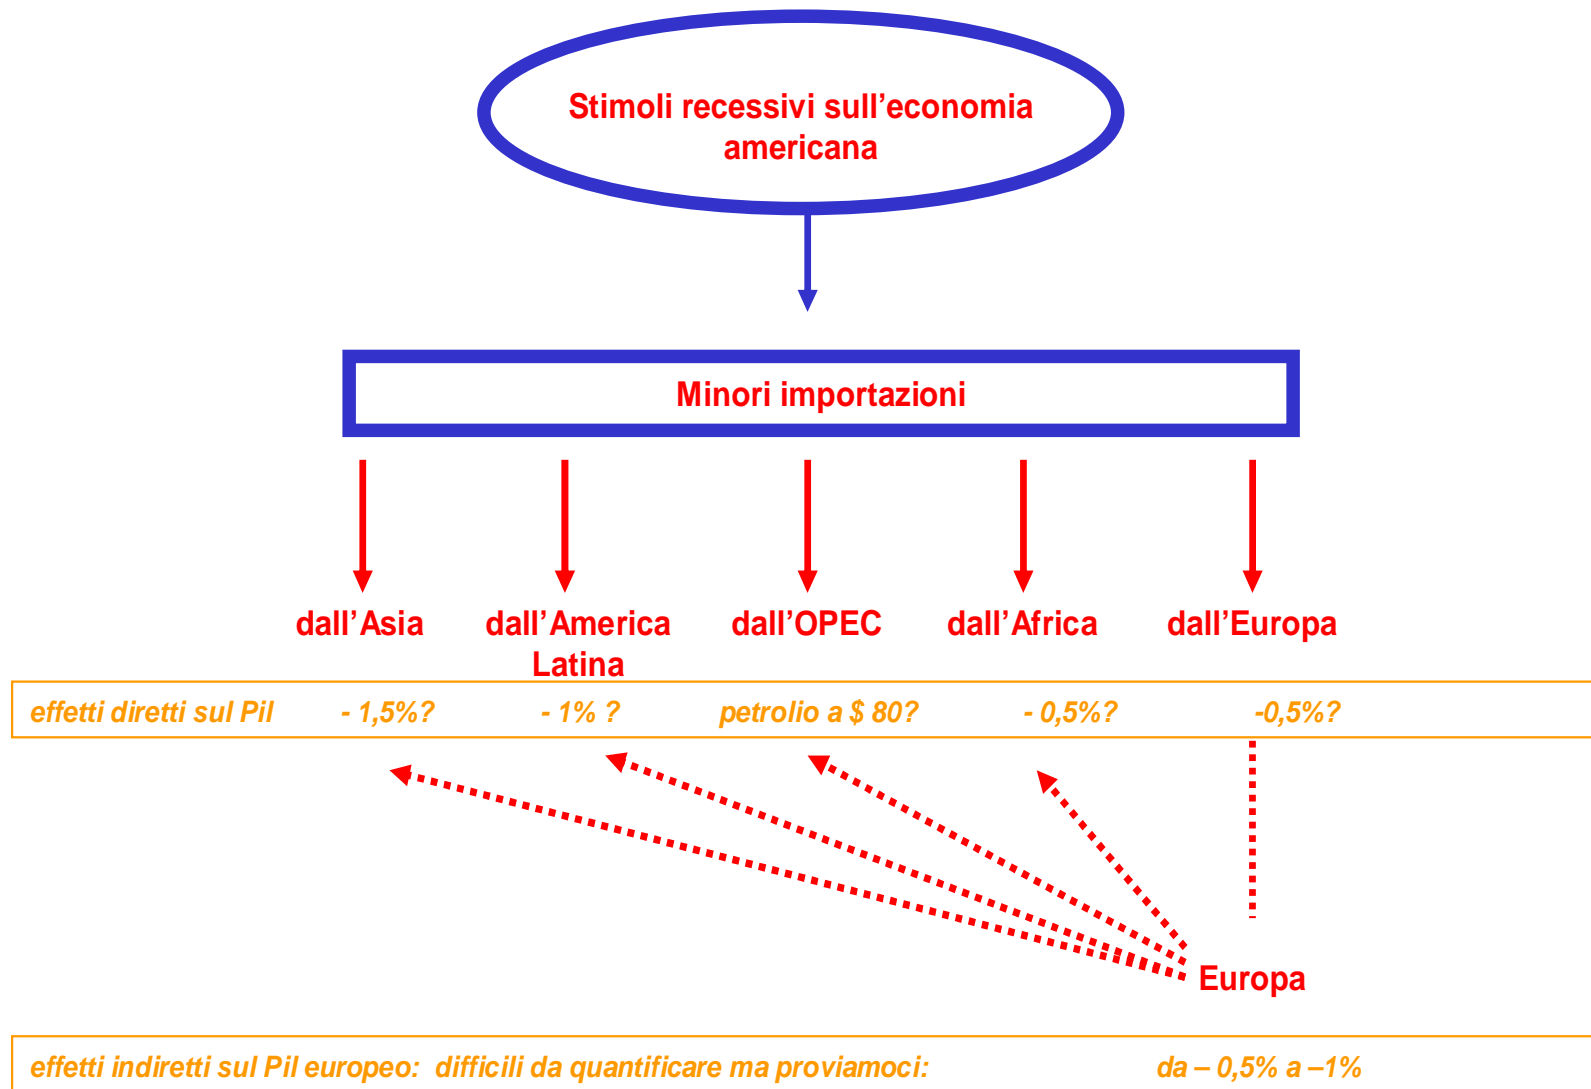 Stimoli recessivi sull’economia
americana
Minori importazioni
dall’Asia dall’America dall’OPEC dall’Africa dall’Europa
Latina
effetti diretti sul Pil - 1,5%? - 1% ? petrolio a $ 80? - 0,5%? -0,5%?
Europa
effetti indiretti sul Pil europeo: difficili da quantificare ma proviamoci: da – 0,5% a –1%